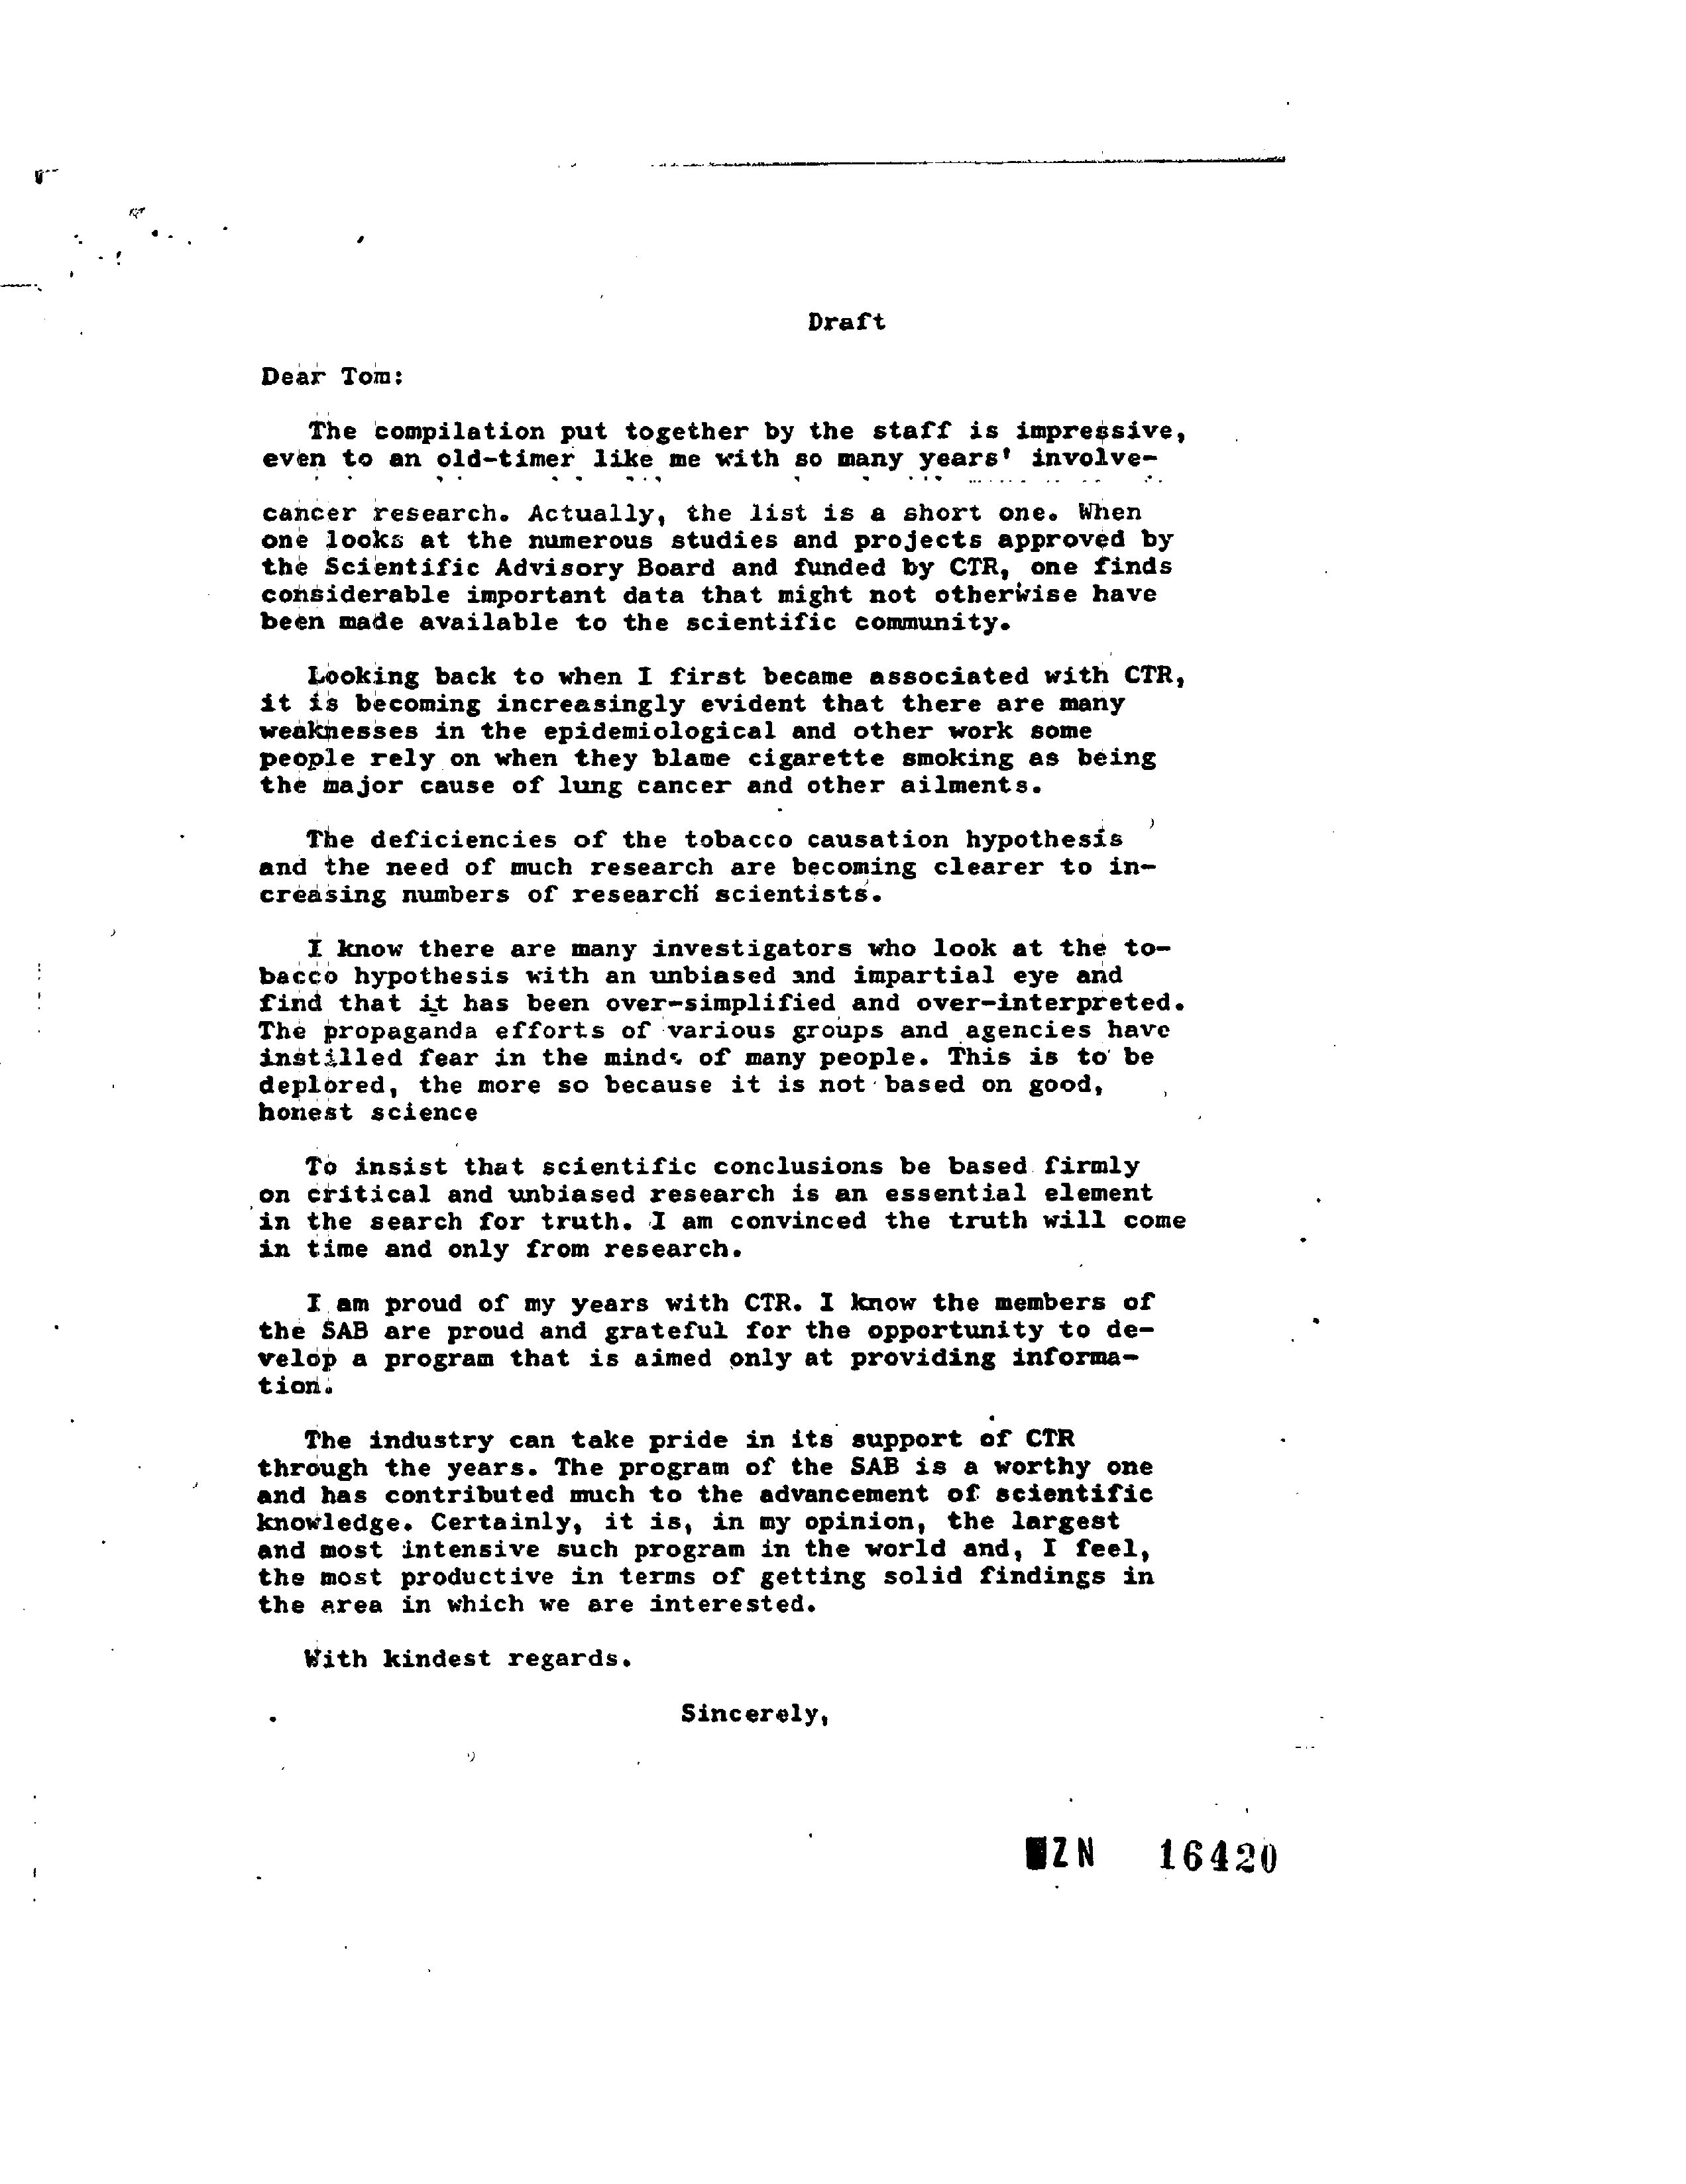 Draft
Dear Tom:
The compilation put together by the staff is impressive,
even to an old-timer like me with so many years' involve-
cancer research. Actually, the list is a short one. When
one looks at the numerous studies and projects approved by
the Scientific Advisory Board and funded by CTR, one finds
considerable important data that might not otherwise have
been made available to the scientific community.
Looking back to when I first became associated with CTR,
it is becoming increasingly evident that there are many
weaknesses in the epidemiological and other work some
people rely on when they blame cigarette smoking as being
the major cause of lung cancer and other ailments.
The deficiencies of the tobacco causation hypothesis
and the need of much research are becoming clearer to in-
creasing numbers of research scientists.
I know there are many investigators who look at the to-
bacco hypothesis with an unbiased and impartial eye and
find that it has been over-simplified and over-interpreted.
The propaganda efforts of various groups and agencies have
instilled fear in the minds of many people. This is to be
deplored, the more so because it is not based on good,
honest science
To insist that scientific conclusions be based firmly
on critical and unbiased research is an essential element
in the search for truth. I am convinced the truth will come
in time and only from research.
I am proud of my years with CTR. I know the members of
the SAB are proud and grateful for the opportunity to de-
velop a program that is aimed only at providing informa-
tion.
The industry can take pride in its support of CTR
through the years. The program of the SAB is a worthy one
and has contributed much to the advancement of scientific
knowledge. Certainly, it is, in my opinion, the largest
and most intensive such program in the world and, I feel,
the most productive in terms of getting solid findings in
the area in which we are interested.
With kindest regards.
Sincerely,
ZN 16420